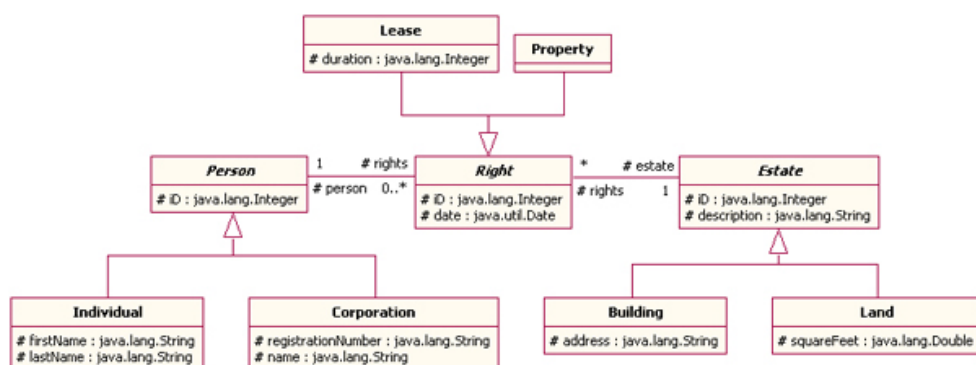 Lease
# duration : java.lang.Integer
Property
Person
# iD : java.lang.Integer
1 # rights
# person 0..*
Right
# iD : java.lang.Integer
# date : java.util.Date
* # estate
# rights 1
Estate
# iD : java.lang.Integer
# description : java.lang.String
Individual
# firstName : java.lang.String
# lastName : java.lang.String
Corporation
# registrationNumber : java.lang.String
# name : java.lang.String
Building
# address : java.lang.String
Land
# squareFeet : java.lang.Double